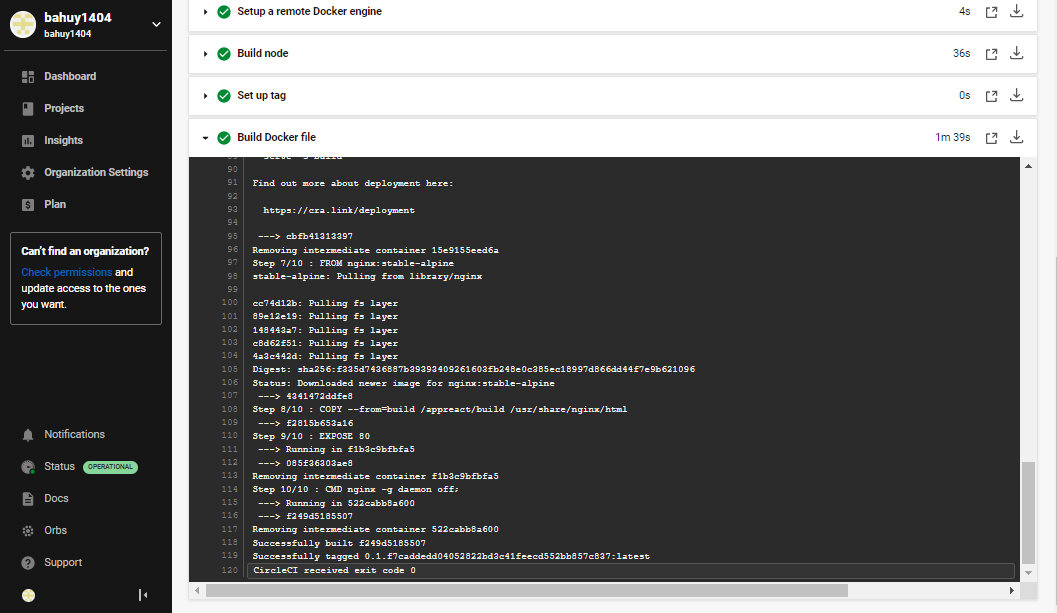 bahuy1404
bahuy1404
Dashboard
Projects
Insights
Organization Settings
Plan
Can't find an organization?
Check permissions and
update access to the ones
you want.
Notifications
Status OPERATIONAL
Docs
Orbs
Support
Setup a remote Docker engine 4s
Build node 36s
Set up tag 0s
Build Docker file 1m 39s
90
91 Find out more about deployment here:
92
93 https://cra.link/deployment
94
95 ---> cbfb41313397
96 Removing intermediate container 15e9155eed6a
97 Step 7/10 : FROM nginx:stable-alpine
98 stable-alpine: Pulling from library/nginx
99
100 cc74d12b: Pulling fs layer
101 89e12e19: Pulling fs layer
102 148443a7: Pulling fs layer
103 c8d62f51: Pulling fs layer
104 4a3c442d: Pulling fs layer
105 Digest: sha256:f335d7436887b39393409261603fb248e0c385ec18997d866dd44f7e9b621096
106 Status: Downloaded newer image for nginx:stable-alpine
107 ---> 4341472ddfe8
108 Step 8/10 : COPY --from=build /appreact/build /usr/share/nginx/html
109 ---> f2815b653a16
110 Step 9/10 : EXPOSE 80
111 ---> Running in f1b3c9bfbfa5
112 ---> 085f36303ae8
113 Removing intermediate container f1b3c9bfbfa5
114 Step 10/10 : CMD nginx -g daemon off;
115 ---> Running in 522cabb8a600
116 ---> f249d5185507
117 Removing intermediate container 522cabb8a600
118 Successfully built f249d5185507
119 Successfully tagged 0.1.f7caddedd04052822bd3c41feecd552bb857c837:latest
120 CircleCI received exit code 0